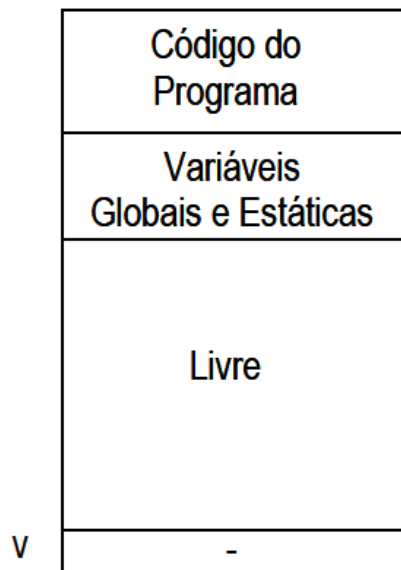 Código do
Programa
Variáveis
Globais e Estáticas
Livre
v -